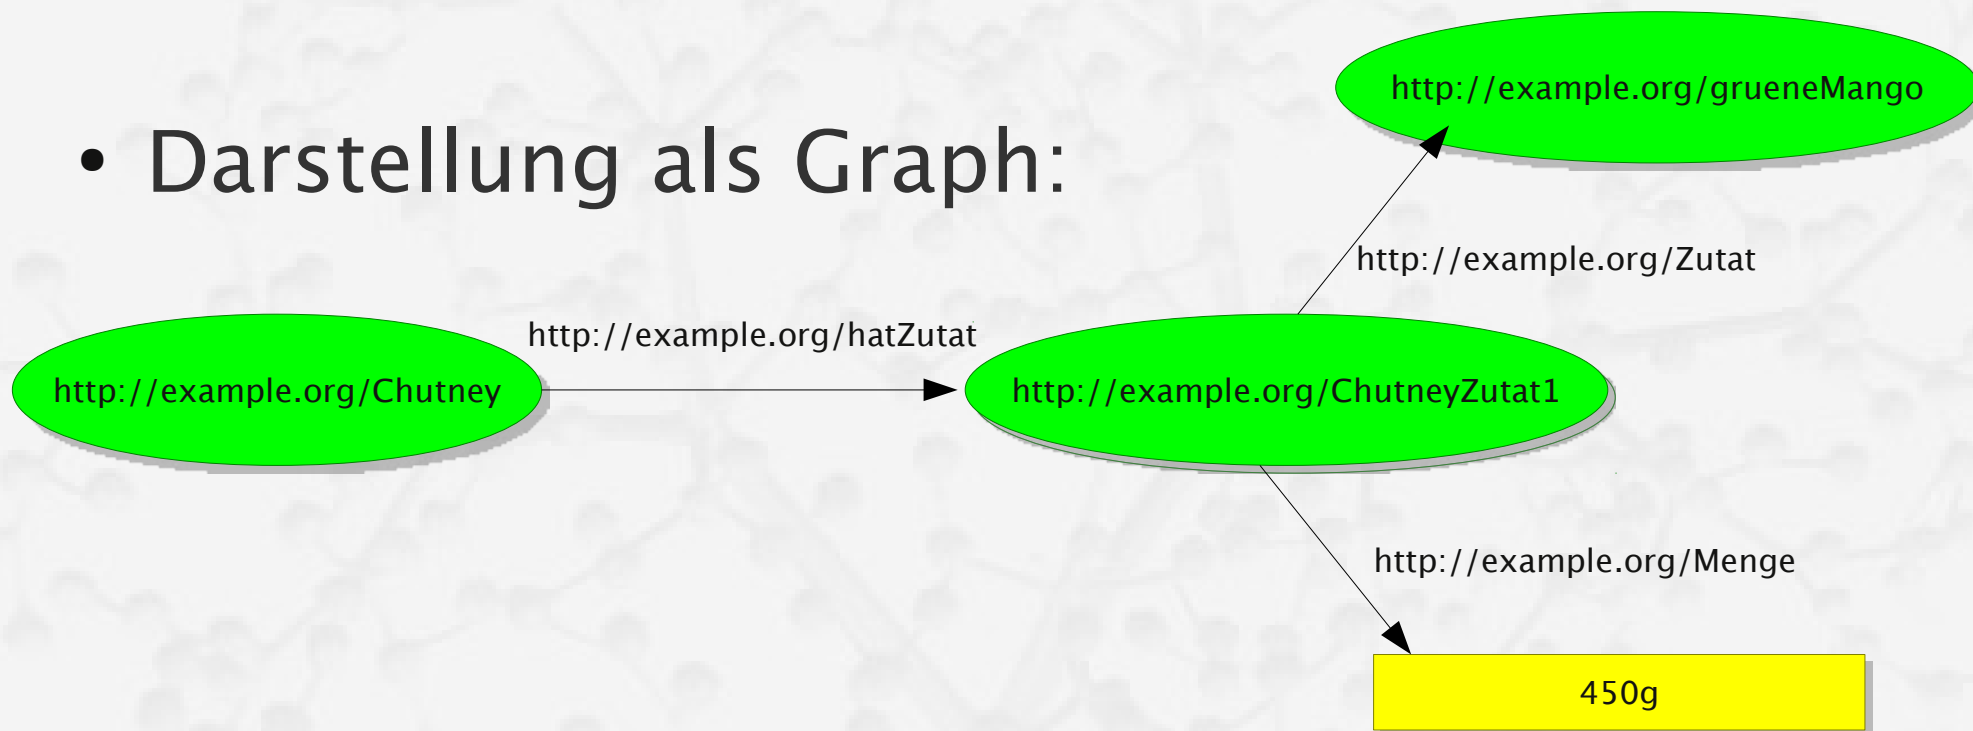 • Darstellung als Graph:
http://example.org/grueneMango
http://example.org/Zutat
http://example.org/hatZutat
http://example.org/Chutney
http://example.org/ChutneyZutat1
http://example.org/Menge
450g